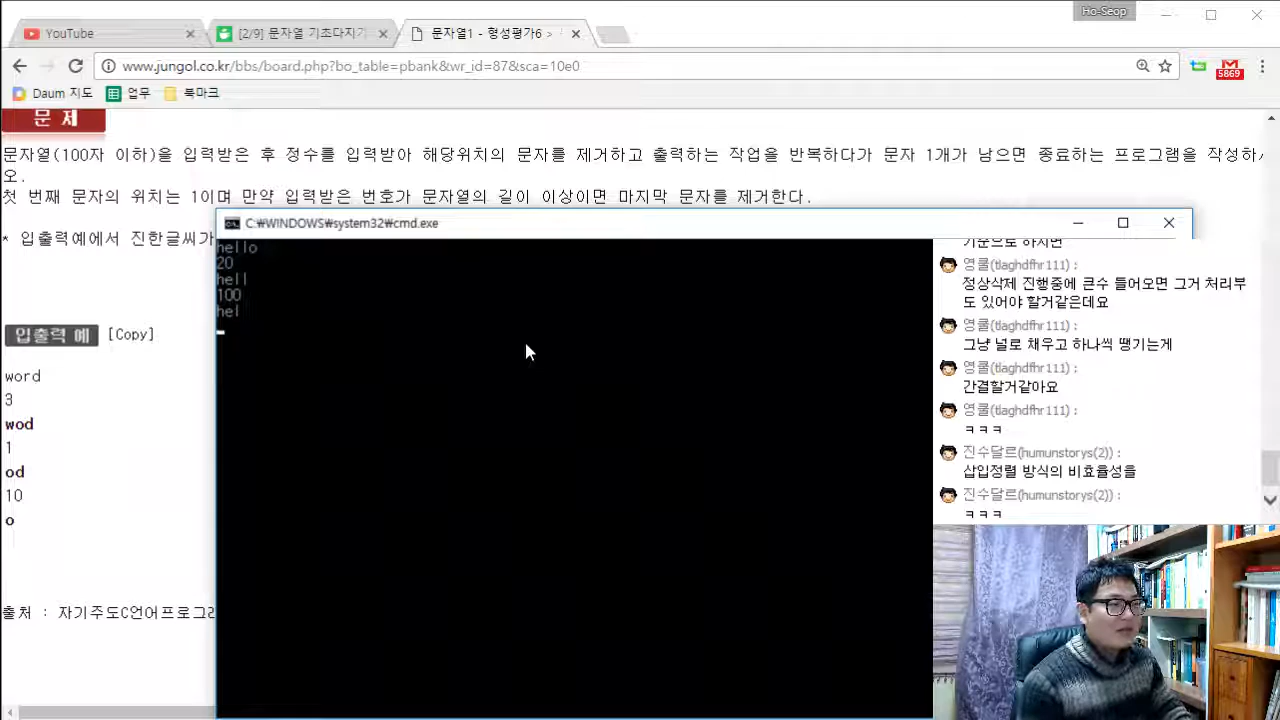 Ho-Seop
YouTube
[2/9] 문자열 기초다지기
문자열1 - 형성평가6 >
www.jungol.co.kr/bbs/board.php?bo_table=pbank&wr_id=87&sca=10e0
5869
Daum 지도
업무
북마크
문 제
문자열(100자 이하)을 입력받은 후 정수를 입력받아 해당위치의 문자를 제거하고 출력하는 작업을 반복하다가 문자 1개가 남으면 종료하는 프로그램을 작성하
오.
첫 번째 문자의 위치는 1이며 만약 입력받은 번호가 문자열의 길이 이상이면 마지막 문자를 제거한다.
* 입출력예에서 진한글씨가
입출력 예 [Copy]
word
3
wod
1
od
10
o
출처 : 자기주도C언어프로그래
C:\WINDOWS\system32\cmd.exe
hello
20
hell
100
hel
기준으로 하시면
영쿨(tlaghdfhr111) :
정상삭제 진행중에 큰수 들어오면 그거 처리부
도 있어야 할거같은데요
영쿨(tlaghdfhr111) :
그냥 널로 채우고 하나씩 땡기는게
영쿨(tlaghdfhr111) :
간결할거같아요
영쿨(tlaghdfhr111) :
ㅋㅋㅋ
진수달르(humunstorys(2)) :
삽입정렬 방식의 비효율성을
진수달르(humunstorys(2)) :
ㅋㅋㅋ